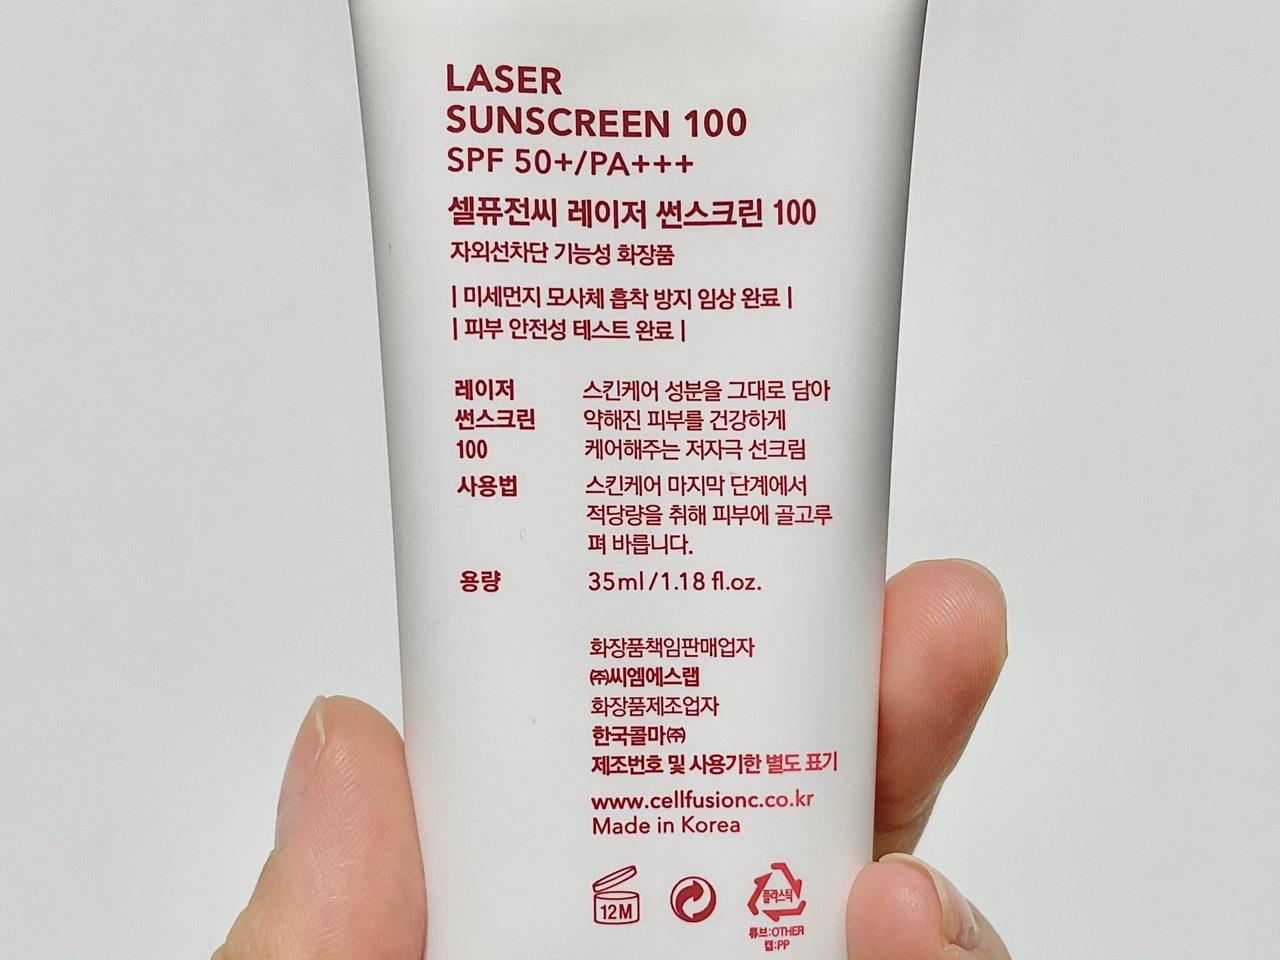 LASER
SUNSCREEN 100
SPF 50+/PA+++
셀퓨전씨 레이저 썬스크린 100
자외선차단 기능성 화장품
| 미세먼지 모사체 흡착 방지 임상 완료 |
| 피부 안전성 테스트 완료 |
레이저 스킨케어 성분을 그대로 담아
썬스크린 약해진 피부를 건강하게
100 케어해주는 저자극 선크림
사용법 스킨케어 마지막 단계에서
적당량을 취해 피부에 골고루
펴 바릅니다.
용량 35ml/1.18 fl.oz.
화장품책임판매업자
㈜씨엠에스랩
화장품제조업자
한국콜마㈜
제조번호 및 사용기한 별도 표기
www.cellfusionc.co.kr
Made in Korea
12M
플라스틱
튜브:OTHER
캡:PP